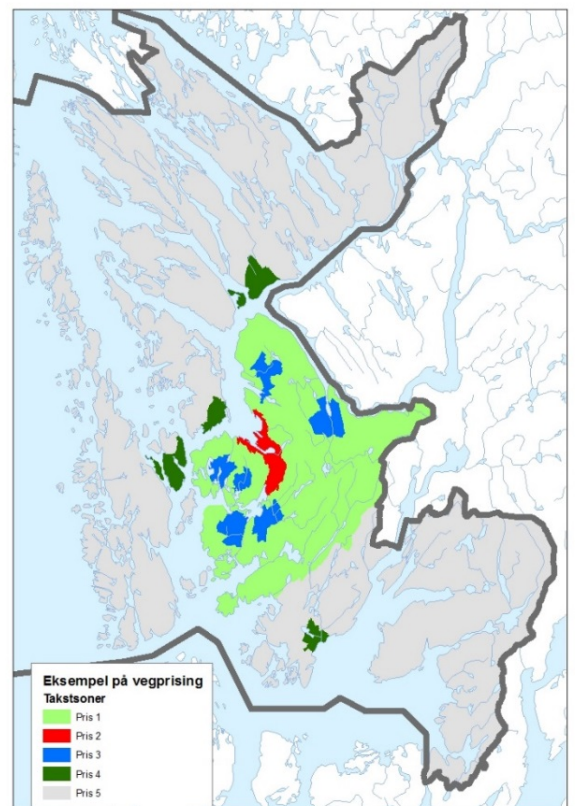 Eksempel på vegprising
Takstsoner
Pris 1
Pris 2
Pris 3
Pris 4
Pris 5